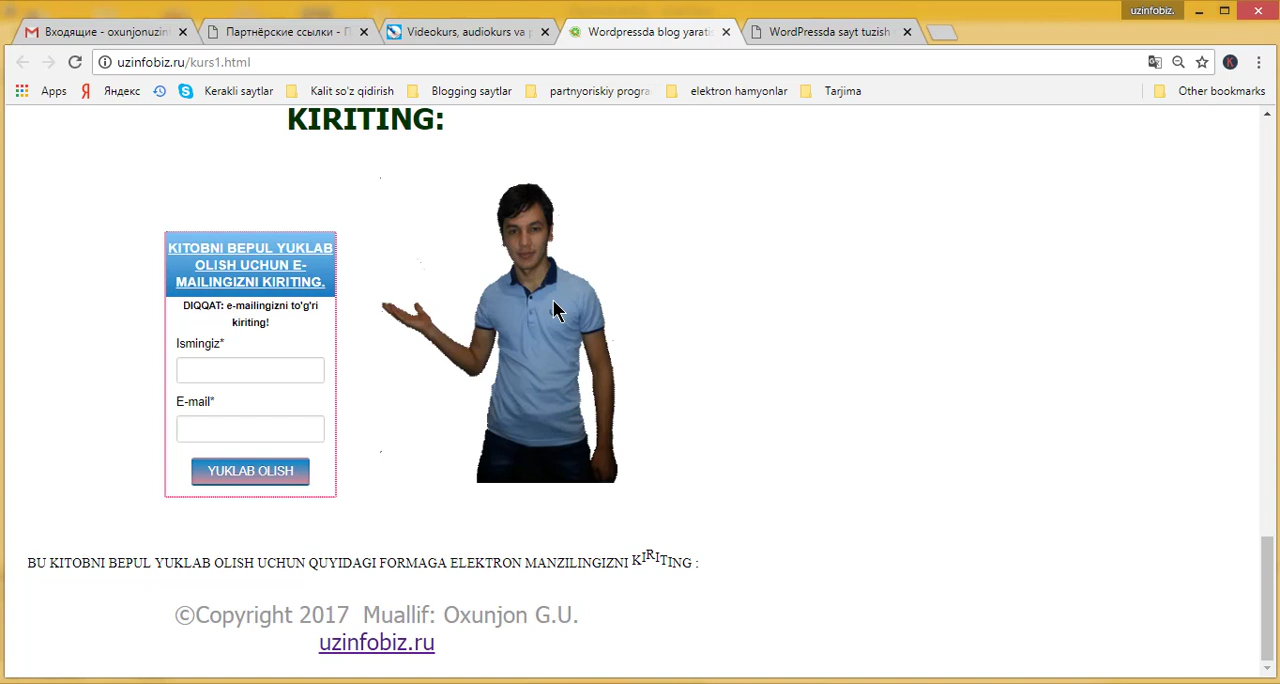 uzinfobiz.
Входящие - oxunjonuzin
Партнёрские ссылки - П
Videokurs, audiokurs va p
Wordpressda blog yarati
WordPressda sayt tuzish
uzinfobiz.ru/kurs1.html
K
Apps
Яндекс
Kerakli saytlar
Kalit so'z qidirish
Blogging saytlar
partnyoriskiy progra
elektron hamyonlar
Tarjima
Other bookmarks
KIRITING:
KITOBNI BEPUL YUKLAB
OLISH UCHUN E-
MAILINGIZNI KIRITING.
DIQQAT: e-mailingizni to'g'ri
kiriting!
Ismingiz*
E-mail*
YUKLAB OLISH
BU KITOBNI BEPUL YUKLAB OLISH UCHUN QUYIDAGI FORMAGA ELEKTRON MANZILINGIZNI KIRITING :
©Copyright 2017 Muallif: Oxunjon G.U.
uzinfobiz.ru